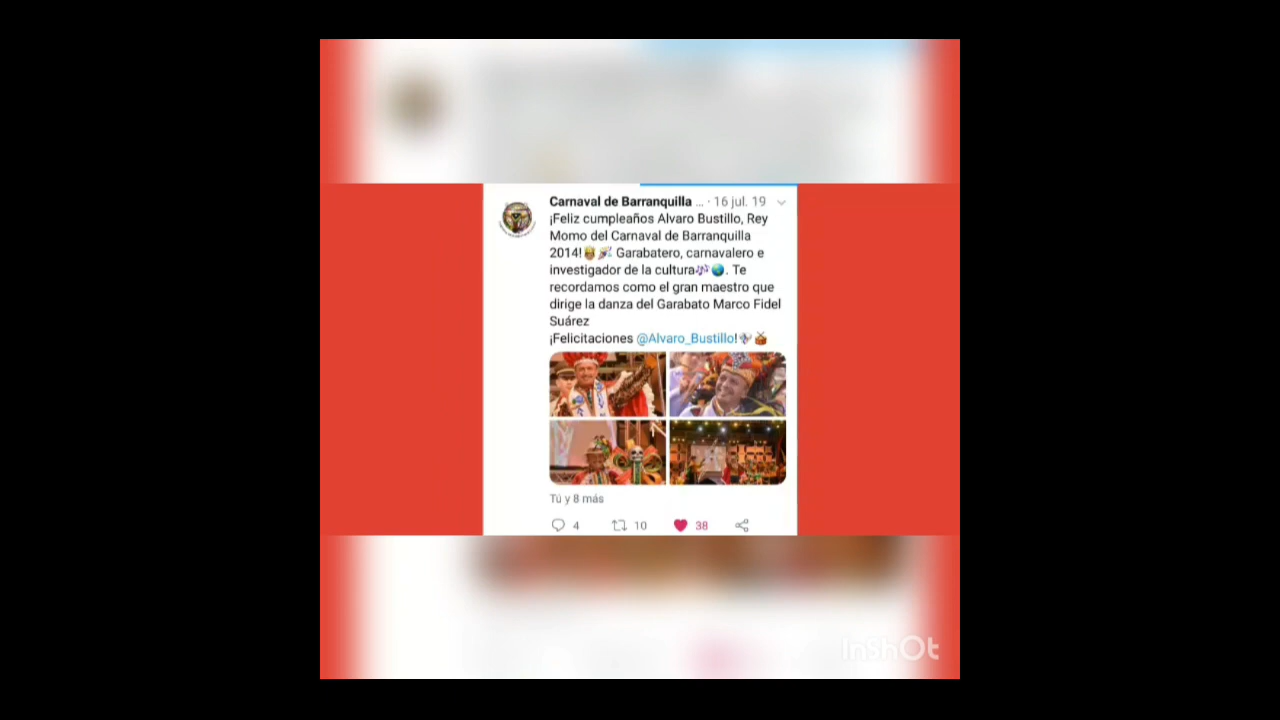 Carnaval de Barranquilla ... · 16 jul. 19
¡Feliz cumpleaños Alvaro Bustillo, Rey
Momo del Carnaval de Barranquilla
2014!🤴🎉 Garabatero, carnavalero e
investigador de la cultura🎶🌎. Te
recordamos como el gran maestro que
dirige la danza del Garabato Marco Fidel
Suárez
¡Felicitaciones @Alvaro_Bustillo!💀🥁
Tú y 8 más
4 10 38
InShOt